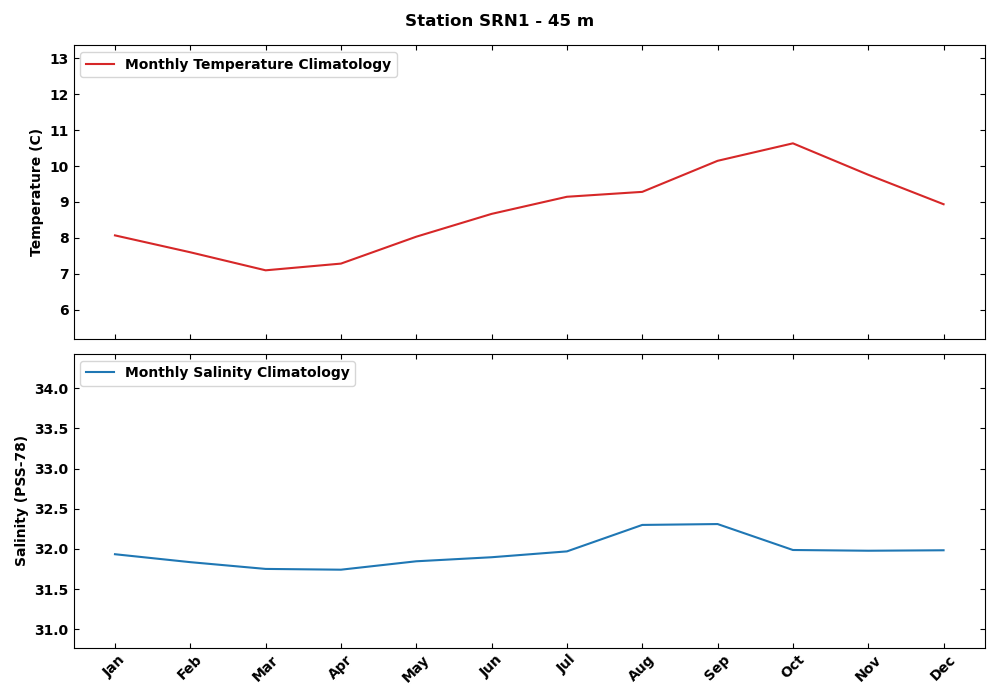 Station SRN1 - 45 m
Monthly Temperature Climatology
Temperature (C)
13
12
11
10
9
8
7
6
Monthly Salinity Climatology
Salinity (PSS-78)
34.0
33.5
33.0
32.5
32.0
31.5
31.0
Jan Feb Mar Apr May Jun Jul Aug Sep Oct Nov Dec